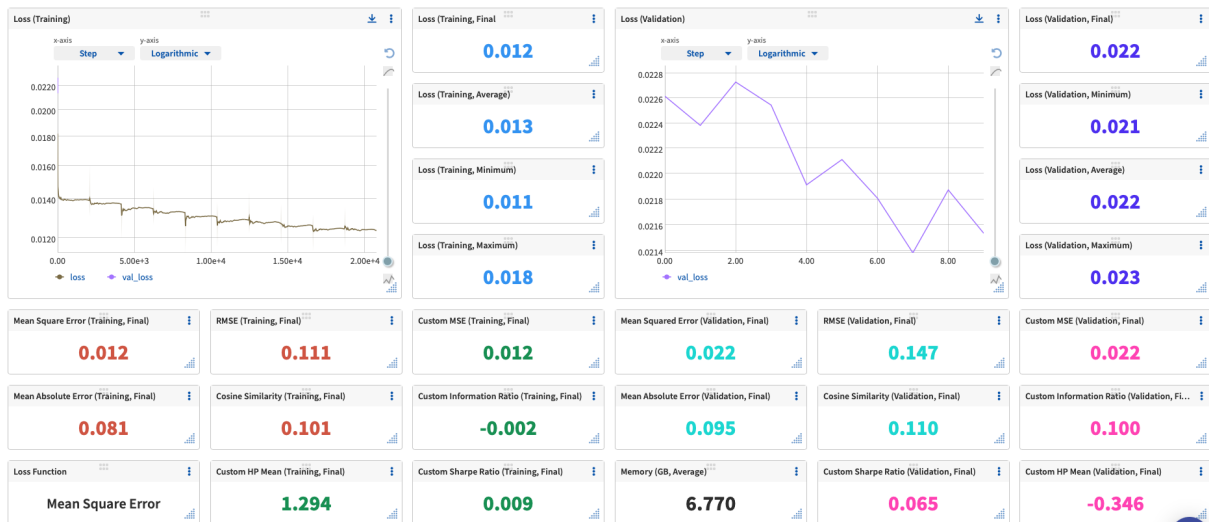 Loss (Training)
x-axis
y-axis
Step
Logarithmic
0.0220
0.0200
0.0180
0.0160
0.0140
0.0120
0.00
5.00e+3
1.00e+4
1.50e+4
2.00e+4
loss
val_loss
Loss (Training, Final
0.012
Loss (Training, Average)
0.013
Loss (Training, Minimum)
0.011
Loss (Training, Maximum)
0.018
Loss (Validation)
x-axis
y-axis
Step
Logarithmic
0.0228
0.0226
0.0224
0.0222
0.0220
0.0218
0.0216
0.0214
0.00
2.00
4.00
6.00
8.00
val_loss
Loss (Validation, Final)
0.022
Loss (Validation, Minimum)
0.021
Loss (Validation, Average)
0.022
Loss (Validation, Maximum)
0.023
Mean Square Error (Training, Final)
0.012
RMSE (Training, Final)
0.111
Custom MSE (Training, Final)
0.012
Mean Squared Error (Validation, Final)
0.022
RMSE (Validation, Final)
0.147
Custom MSE (Validation, Final)
0.022
Mean Absolute Error (Training, Final)
0.081
Cosine Similarity (Training, Final)
0.101
Custom Information Ratio (Training, Final)
-0.002
Mean Absolute Error (Validation, Final)
0.095
Cosine Similarity (Validation, Final)
0.110
Custom Information Ratio (Validation, Fi...
0.100
Loss Function
Mean Square Error
Custom HP Mean (Training, Final)
1.294
Custom Sharpe Ratio (Training, Final)
0.009
Memory (GB, Average)
6.770
Custom Sharpe Ratio (Validation, Final)
0.065
Custom HP Mean (Validation, Final)
-0.346